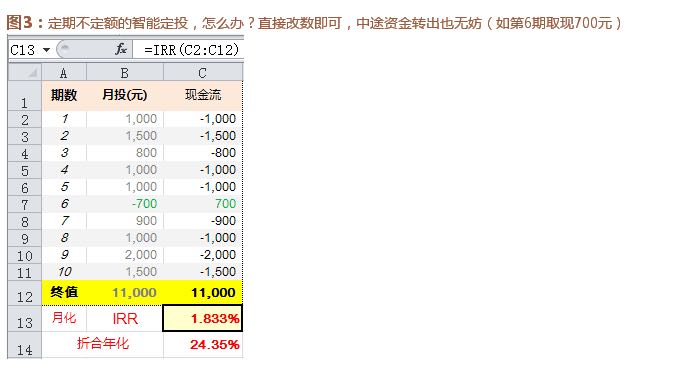 图3：定期不定额的智能定投，怎么办？直接改数即可，中途资金转出也无妨（如第6期取现700元）
C13 fx =IRR(C2:C12)
A B C
1 期数 月投(元) 现金流
2 1 1,000 -1,000
3 2 1,500 -1,500
4 3 800 -800
5 4 1,000 -1,000
6 5 1,000 -1,000
7 6 -700 700
8 7 900 -900
9 8 1,000 -1,000
10 9 2,000 -2,000
11 10 1,500 -1,500
12 终值 11,000 11,000
13 月化 IRR 1.833%
14 折合年化 24.35%